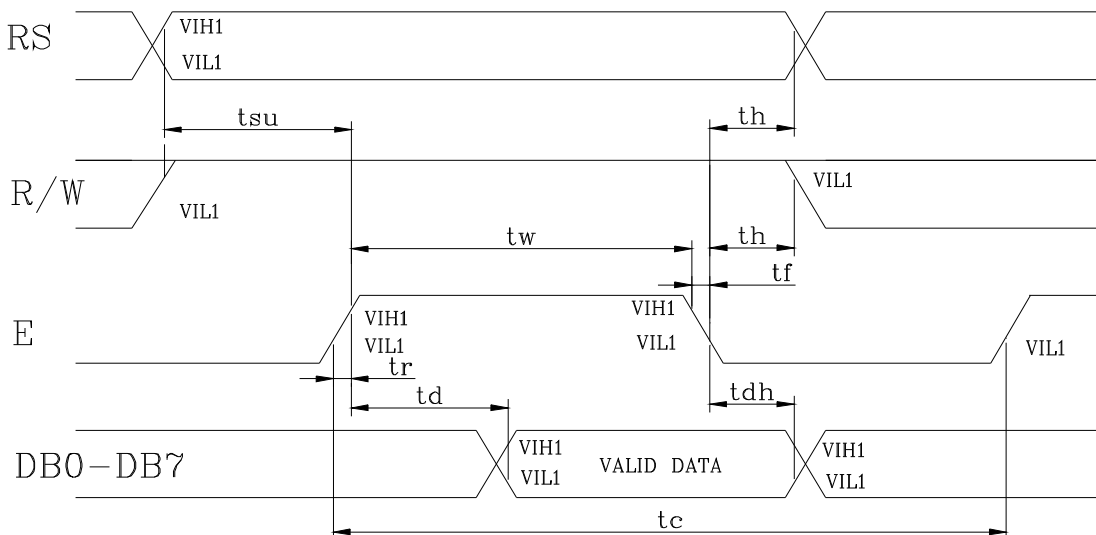 RS
VIH1
VIL1
tsu
th
R/W
VIL1
VIL1
tw
th
tf
E
VIH1
VIL1
VIH1
VIL1
VIL1
tr
td
tdh
DB0-DB7
VIH1
VIL1
VALID DATA
VIH1
VIL1
tc